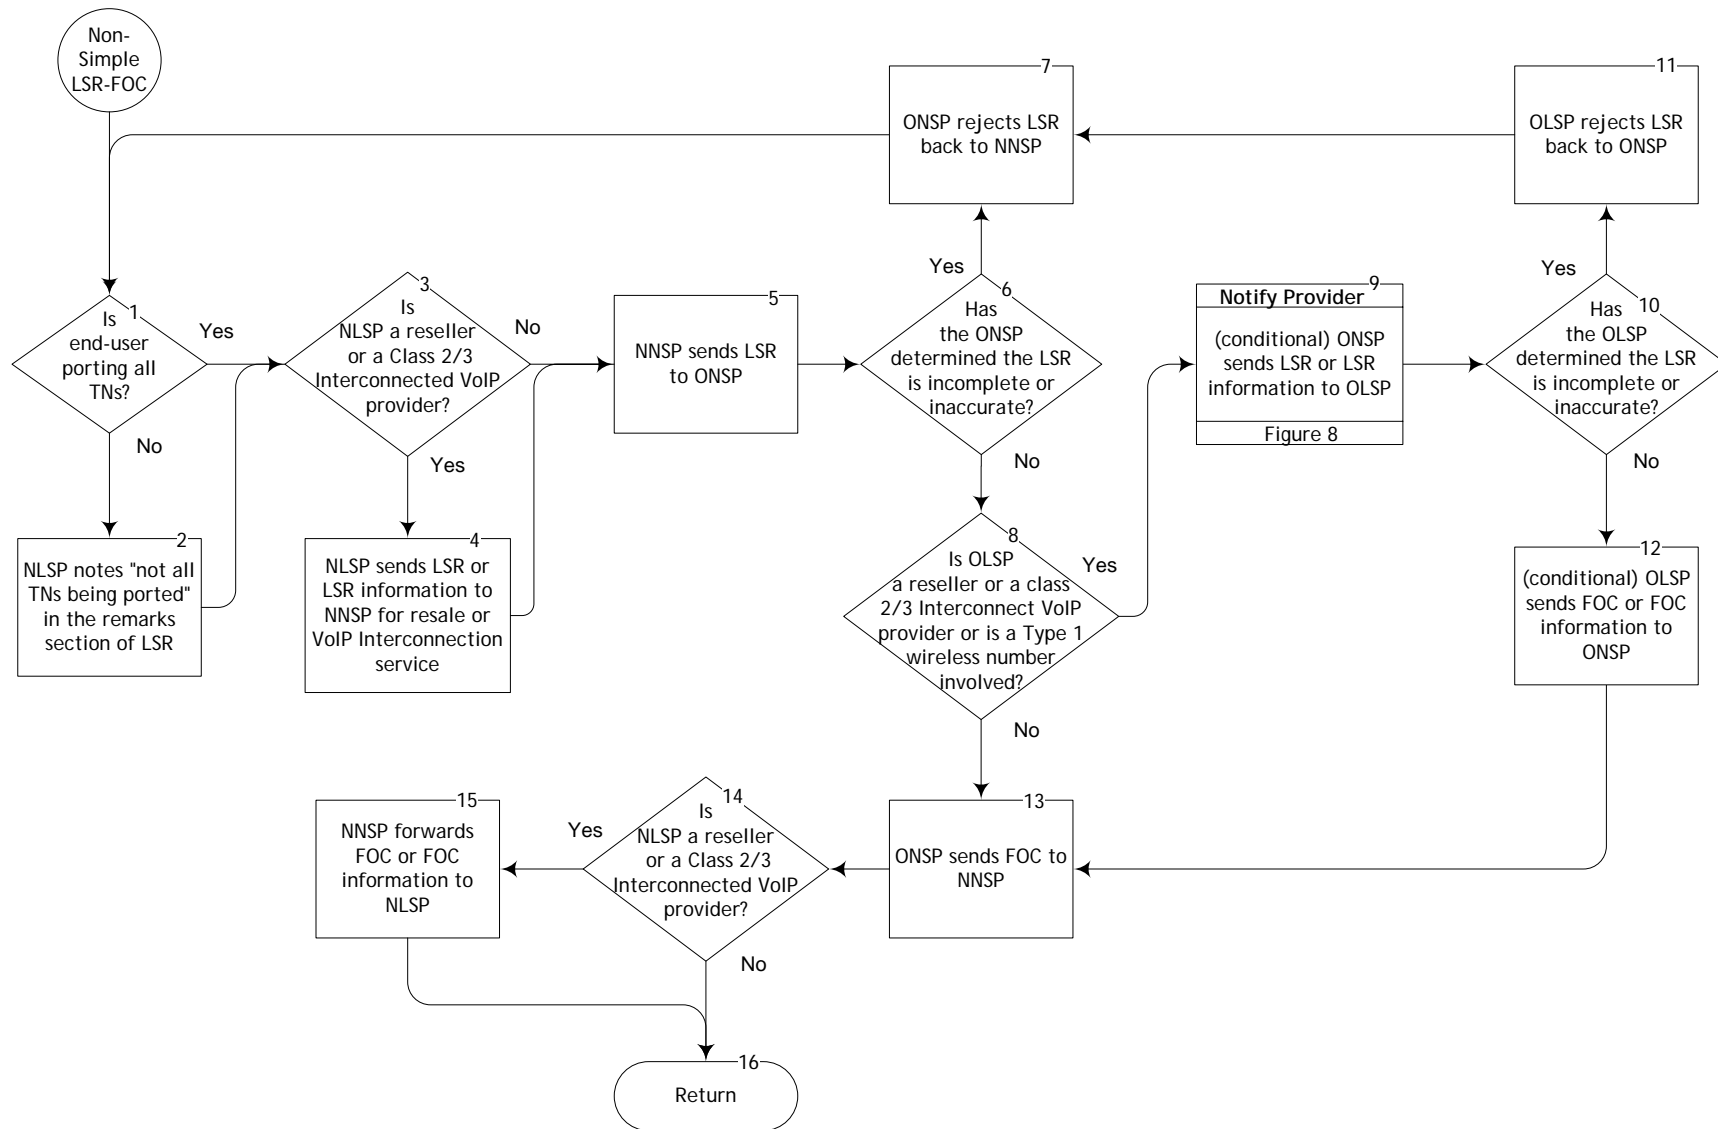 Non-
Simple
LSR-FOC
7
ONSP rejects LSR
back to NNSP
11
OLSP rejects LSR
back to ONSP
1
Is
end-user
porting all
TNs?
Yes
No
3
Is
NLSP a reseller
or a Class 2/3
Interconnected VoIP
provider?
No
Yes
5
NNSP sends LSR
to ONSP
Yes
6
Has
the ONSP
determined the LSR
is incomplete or
inaccurate?
No
9
Notify Provider
(conditional) ONSP
sends LSR or LSR
information to OLSP
Figure 8
Yes
10
Has
the OLSP
determined the LSR
is incomplete or
inaccurate?
No
2
NLSP notes "not all
TNs being ported"
in the remarks
section of LSR
4
NLSP sends LSR or
LSR information to
NNSP for resale or
VoIP Interconnection
service
8
Is OLSP
a reseller or a class
2/3 Interconnect VoIP
provider or is a Type 1
wireless number
involved?
Yes
No
12
(conditional) OLSP
sends FOC or FOC
information to
ONSP
15
NNSP forwards
FOC or FOC
information to
NLSP
Yes
14
Is
NLSP a reseller
or a Class 2/3
Interconnected VoIP
provider?
No
13
ONSP sends FOC to
NNSP
16
Return